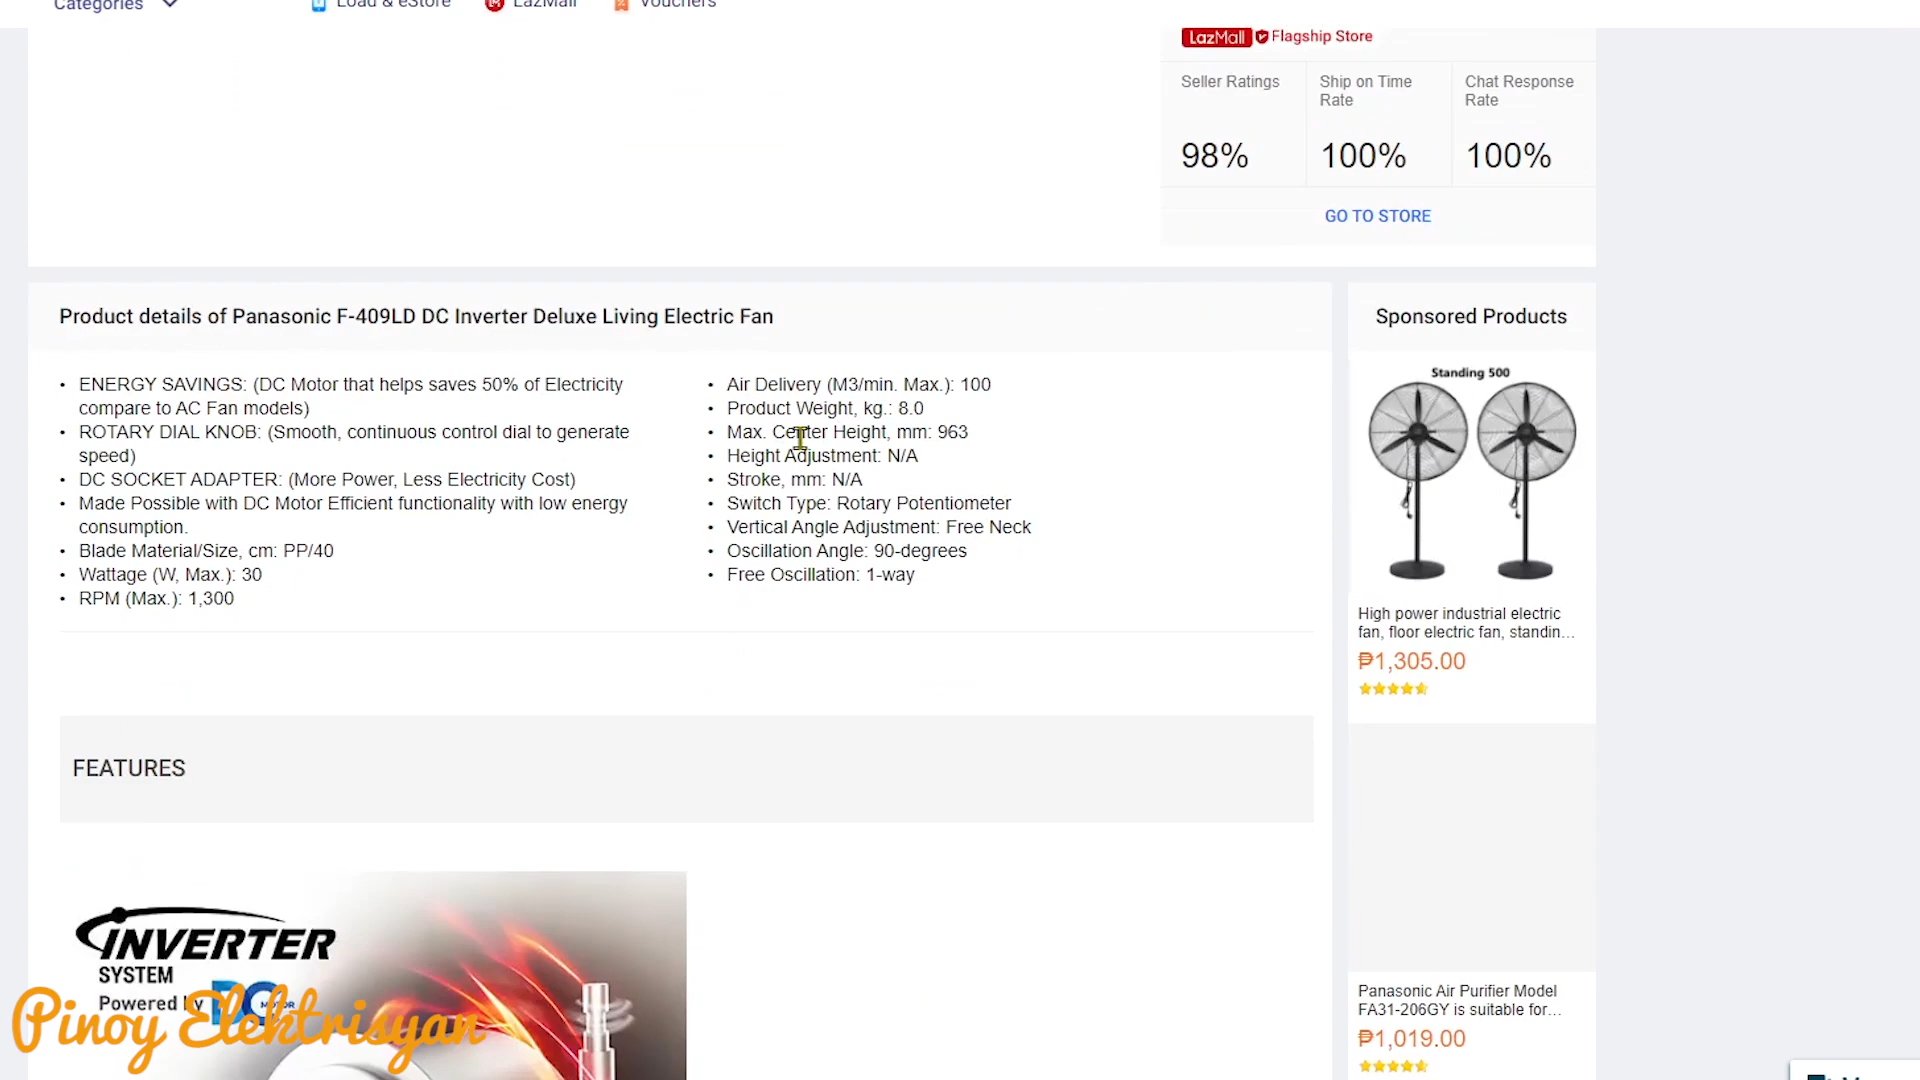 Categories
Load & eStore
LazMall
Vouchers
LazMall Flagship Store
Seller Ratings
Ship on Time
Rate
Chat Response
Rate
98%
100%
100%
GO TO STORE
Product details of Panasonic F-409LD DC Inverter Deluxe Living Electric Fan
• ENERGY SAVINGS: (DC Motor that helps saves 50% of Electricity
compare to AC Fan models)
• ROTARY DIAL KNOB: (Smooth, continuous control dial to generate
speed)
• DC SOCKET ADAPTER: (More Power, Less Electricity Cost)
• Made Possible with DC Motor Efficient functionality with low energy
consumption.
• Blade Material/Size, cm: PP/40
• Wattage (W, Max.): 30
• RPM (Max.): 1,300
• Air Delivery (M3/min. Max.): 100
• Product Weight, kg.: 8.0
• Max. Center Height, mm: 963
• Height Adjustment: N/A
• Stroke, mm: N/A
• Switch Type: Rotary Potentiometer
• Vertical Angle Adjustment: Free Neck
• Oscillation Angle: 90-degrees
• Free Oscillation: 1-way
Sponsored Products
Standing 500
High power industrial electric
fan, floor electric fan, standin...
₱1,305.00
Panasonic Air Purifier Model
FA31-206GY is suitable for...
₱1,019.00
FEATURES
INVERTER
SYSTEM
Powered by DC MOTOR
Pinoy Elektrisyan